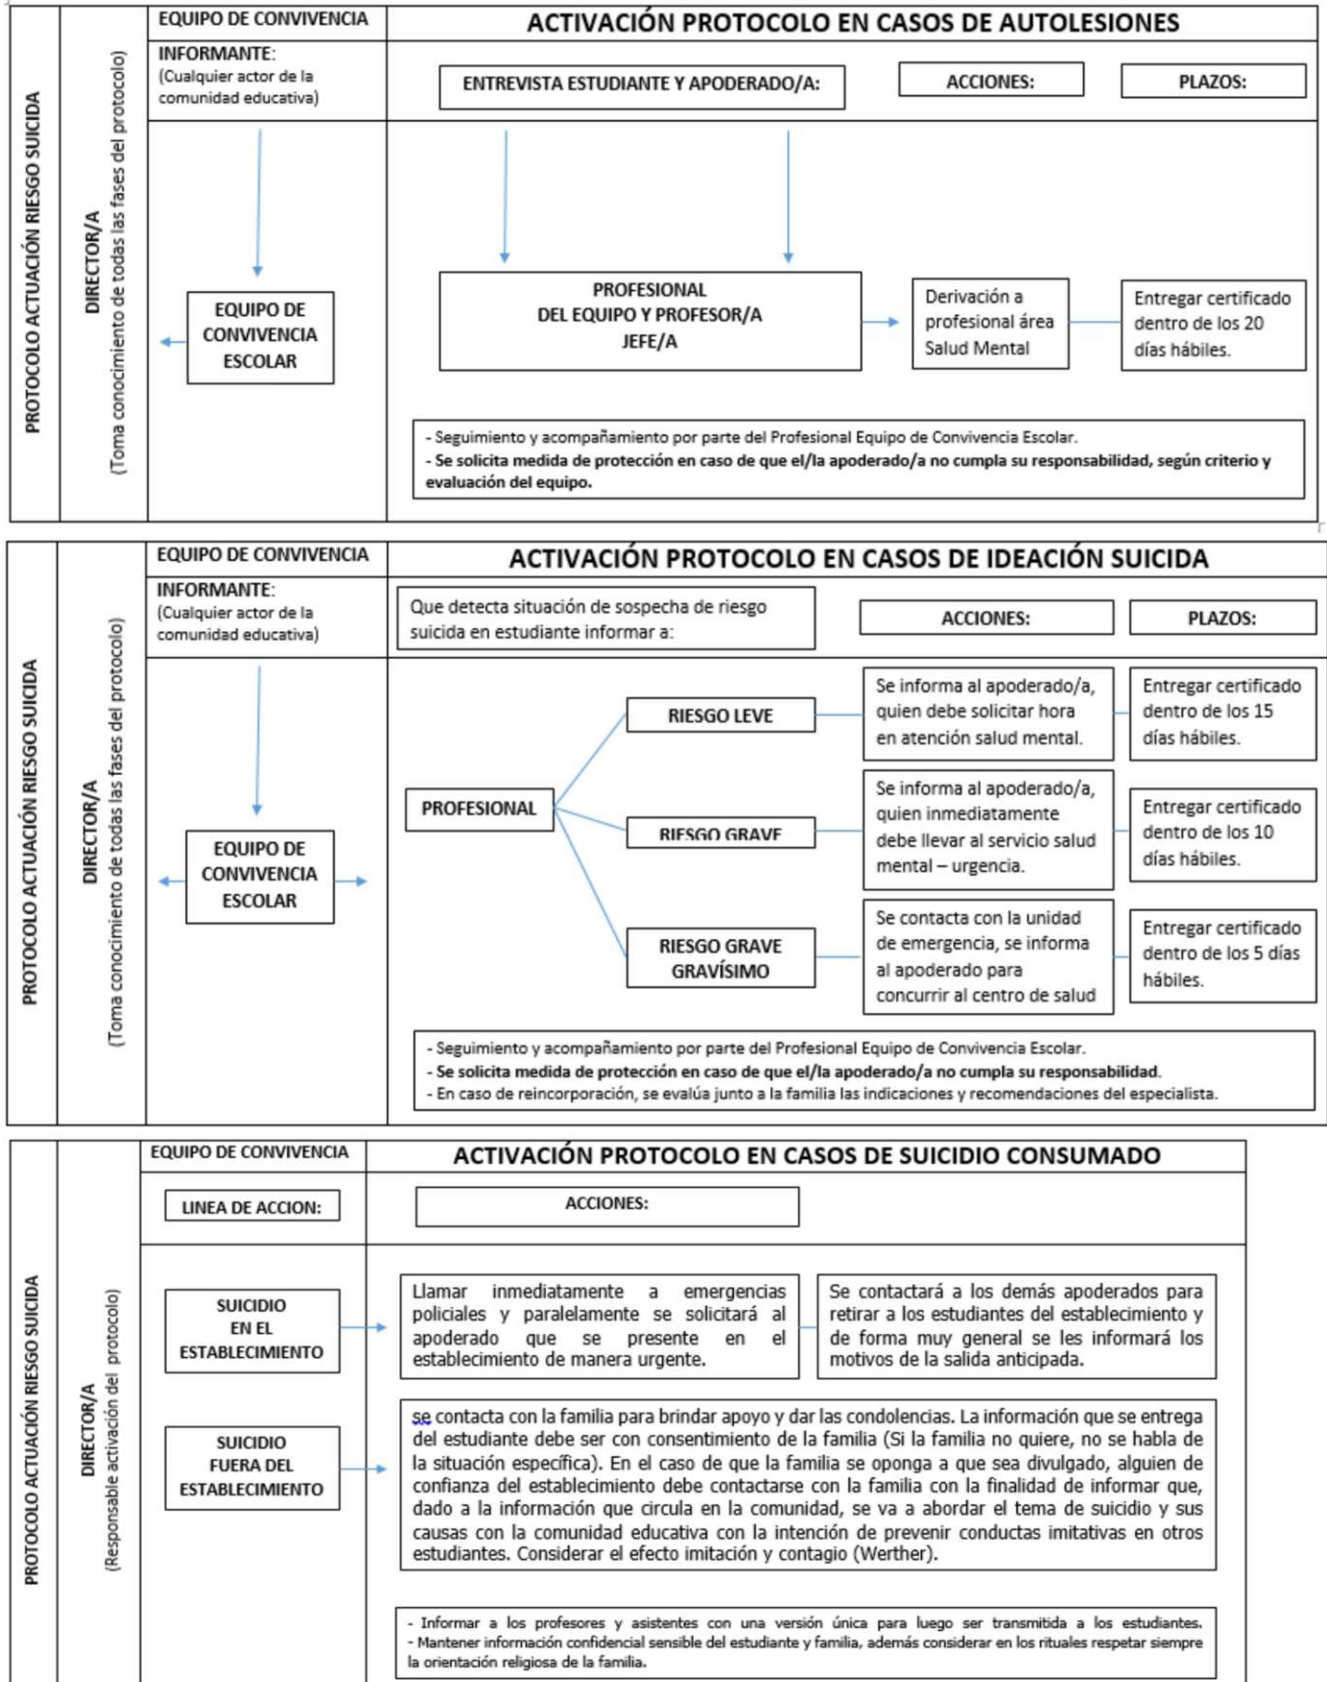 PROTOCOLO ACTUACIÓN RIESGO SUICIDA
DIRECTOR/A
(Toma conocimiento de todas las fases del protocolo)
EQUIPO DE CONVIVENCIA
ACTIVACIÓN PROTOCOLO EN CASOS DE AUTOLESIONES
INFORMANTE:
(Cualquier actor de la
comunidad educativa)
ENTREVISTA ESTUDIANTE Y APODERADO/A:
ACCIONES:
PLAZOS:
EQUIPO DE
CONVIVENCIA
ESCOLAR
PROFESIONAL
DEL EQUIPO Y PROFESOR/A
JEFE/A
Derivación a
profesional área
Salud Mental
Entregar certificado
dentro de los 20
días hábiles.
- Seguimiento y acompañamiento por parte del Profesional Equipo de Convivencia Escolar.
- Se solicita medida de protección en caso de que el/la apoderado/a no cumpla su responsabilidad, según criterio y
evaluación del equipo.
PROTOCOLO ACTUACIÓN RIESGO SUICIDA
DIRECTOR/A
(Toma conocimiento de todas las fases del protocolo)
EQUIPO DE CONVIVENCIA
ACTIVACIÓN PROTOCOLO EN CASOS DE IDEACIÓN SUICIDA
INFORMANTE:
(Cualquier actor de la
comunidad educativa)
Que detecta situación de sospecha de riesgo
suicida en estudiante informar a:
ACCIONES:
PLAZOS:
EQUIPO DE
CONVIVENCIA
ESCOLAR
PROFESIONAL
RIESGO LEVE
Se informa al apoderado/a,
quien debe solicitar hora
en atención salud mental.
Entregar certificado
dentro de los 15
días hábiles.
RIESGO GRAVE
Se informa al apoderado/a,
quien inmediatamente
debe llevar al servicio salud
mental – urgencia.
Entregar certificado
dentro de los 10
días hábiles.
RIESGO GRAVE
GRAVÍSIMO
Se contacta con la unidad
de emergencia, se informa
al apoderado para
concurrir al centro de salud
Entregar certificado
dentro de los 5 días
hábiles.
- Seguimiento y acompañamiento por parte del Profesional Equipo de Convivencia Escolar.
- Se solicita medida de protección en caso de que el/la apoderado/a no cumpla su responsabilidad.
- En caso de reincorporación, se evalúa junto a la familia las indicaciones y recomendaciones del especialista.
PROTOCOLO ACTUACIÓN RIESGO SUICIDA
DIRECTOR/A
(Responsable activación del protocolo)
EQUIPO DE CONVIVENCIA
ACTIVACIÓN PROTOCOLO EN CASOS DE SUICIDIO CONSUMADO
LINEA DE ACCION:
ACCIONES:
SUICIDIO
EN EL
ESTABLECIMIENTO
Llamar inmediatamente a emergencias
policiales y paralelamente se solicitará al
apoderado que se presente en el
establecimiento de manera urgente.
Se contactará a los demás apoderados para
retirar a los estudiantes del establecimiento y
de forma muy general se les informará los
motivos de la salida anticipada.
SUICIDIO
FUERA DEL
ESTABLECIMIENTO
se contacta con la familia para brindar apoyo y dar las condolencias. La información que se entrega
del estudiante debe ser con consentimiento de la familia (Si la familia no quiere, no se habla de
la situación específica). En el caso de que la familia se oponga a que sea divulgado, alguien de
confianza del establecimiento debe contactarse con la familia con la finalidad de informar que,
dado a la información que circula en la comunidad, se va a abordar el tema de suicidio y sus
causas con la comunidad educativa con la intención de prevenir conductas imitativas en otros
estudiantes. Considerar el efecto imitación y contagio (Werther).
- Informar a los profesores y asistentes con una versión única para luego ser transmitida a los estudiantes.
- Mantener información confidencial sensible del estudiante y familia, además considerar en los rituales respetar siempre
la orientación religiosa de la familia.